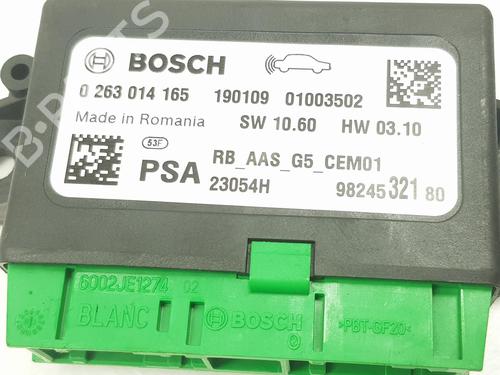 BOSCH
0 263 014 165 190109 01003502
Made in Romania SW 10.60 HW 03.10
53F
RB_AAS_G5_CEM01
PSA 23054H 98245 321 80
6002JE1274 02
BLANC
BOSCH
>PBT-GF20<
B-PARTS